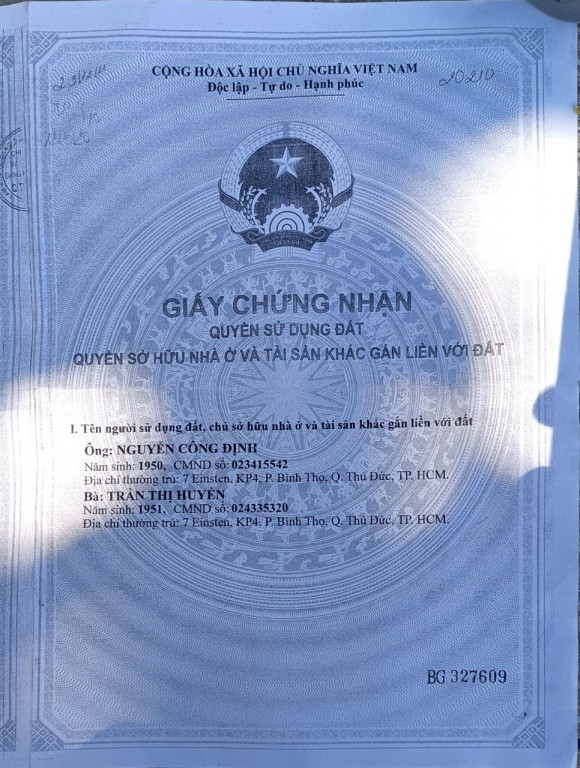 CỘNG HÒA XÃ HỘI CHỦ NGHĨA VIỆT NAM
Độc lập - Tự do - Hạnh phúc
20210
GIẤY CHỨNG NHẬN
QUYỀN SỬ DỤNG ĐẤT
QUYỀN SỞ HỮU NHÀ Ở VÀ TÀI SẢN KHÁC GẮN LIỀN VỚI ĐẤT
I. Tên người sử dụng đất, chủ sở hữu nhà ở và tài sản khác gắn liền với đất
Ông: NGUYỄN CÔNG ĐỊNH
Năm sinh: 1950, CMND số: 023415542
Địa chỉ thường trú: 7 Einsten, KP4, P. Bình Thọ, Q. Thủ Đức, TP. HCM.
Bà: TRẦN THỊ HUYỀN
Năm sinh: 1951, CMND số: 024335320
Địa chỉ thường trú: 7 Einsten, KP4, P. Bình Thọ, Q. Thủ Đức, TP. HCM.
BG 327609